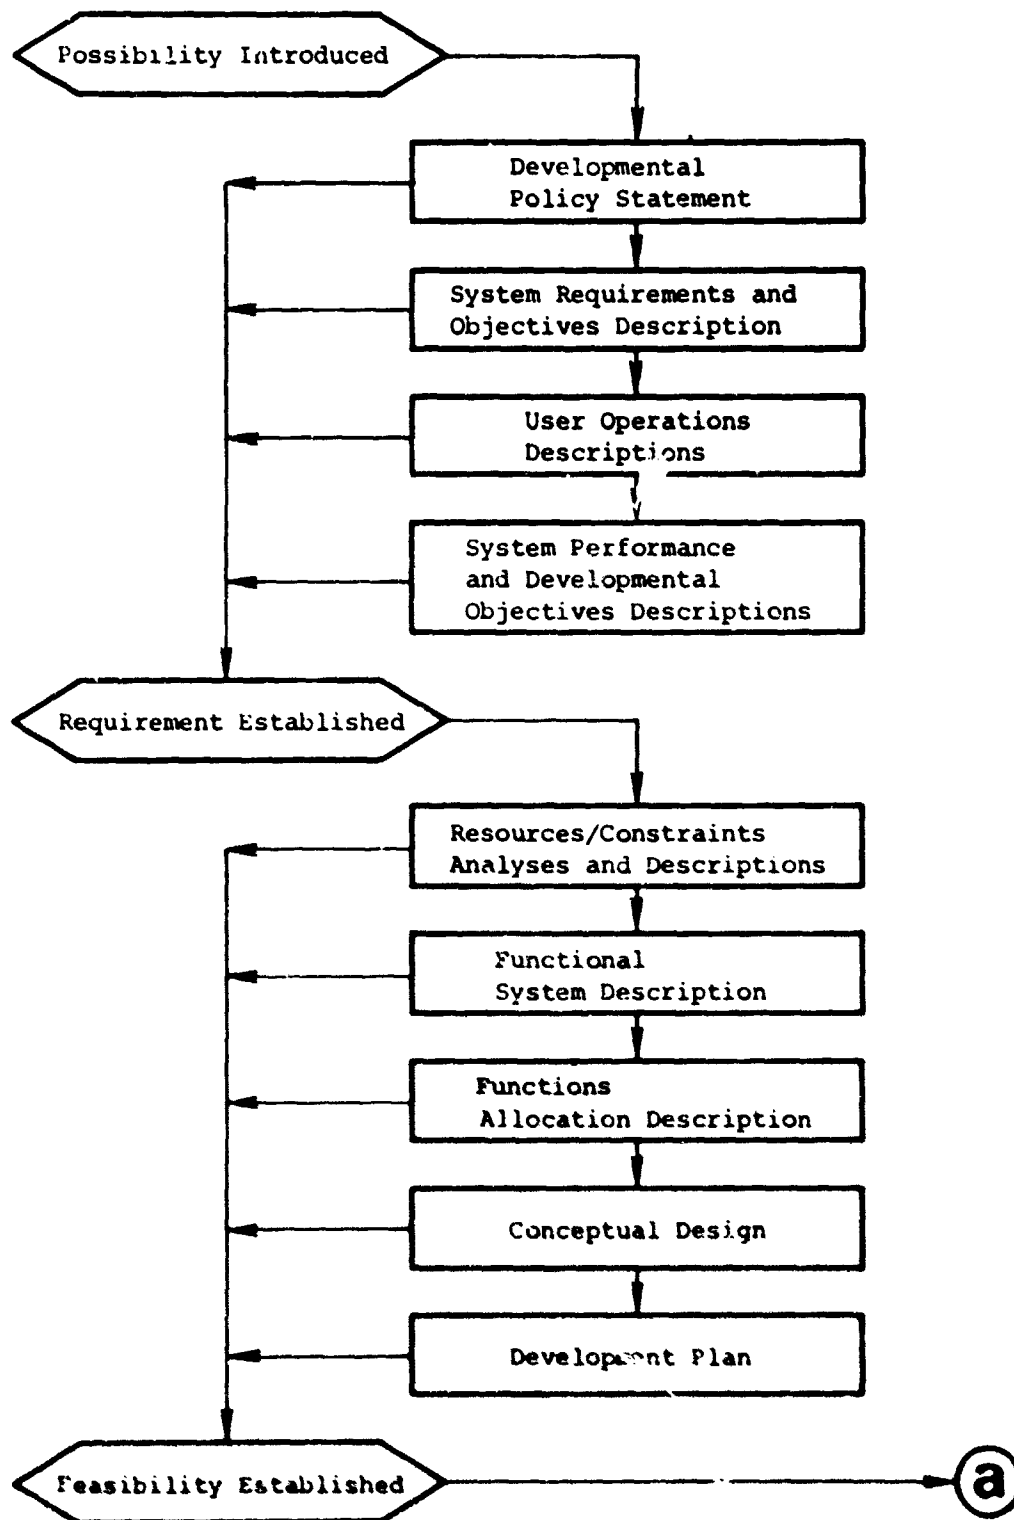 Possibility Introduced
Developmental
Policy Statement
System Requirements and
Objectives Description
User Operations
Descriptions
System Performance
and Developmental
Objectives Descriptions
Requirement Established
Resources/Constraints
Analyses and Descriptions
Functional
System Description
Functions
Allocation Description
Conceptual Design
Development Plan
Feasibility Established
a